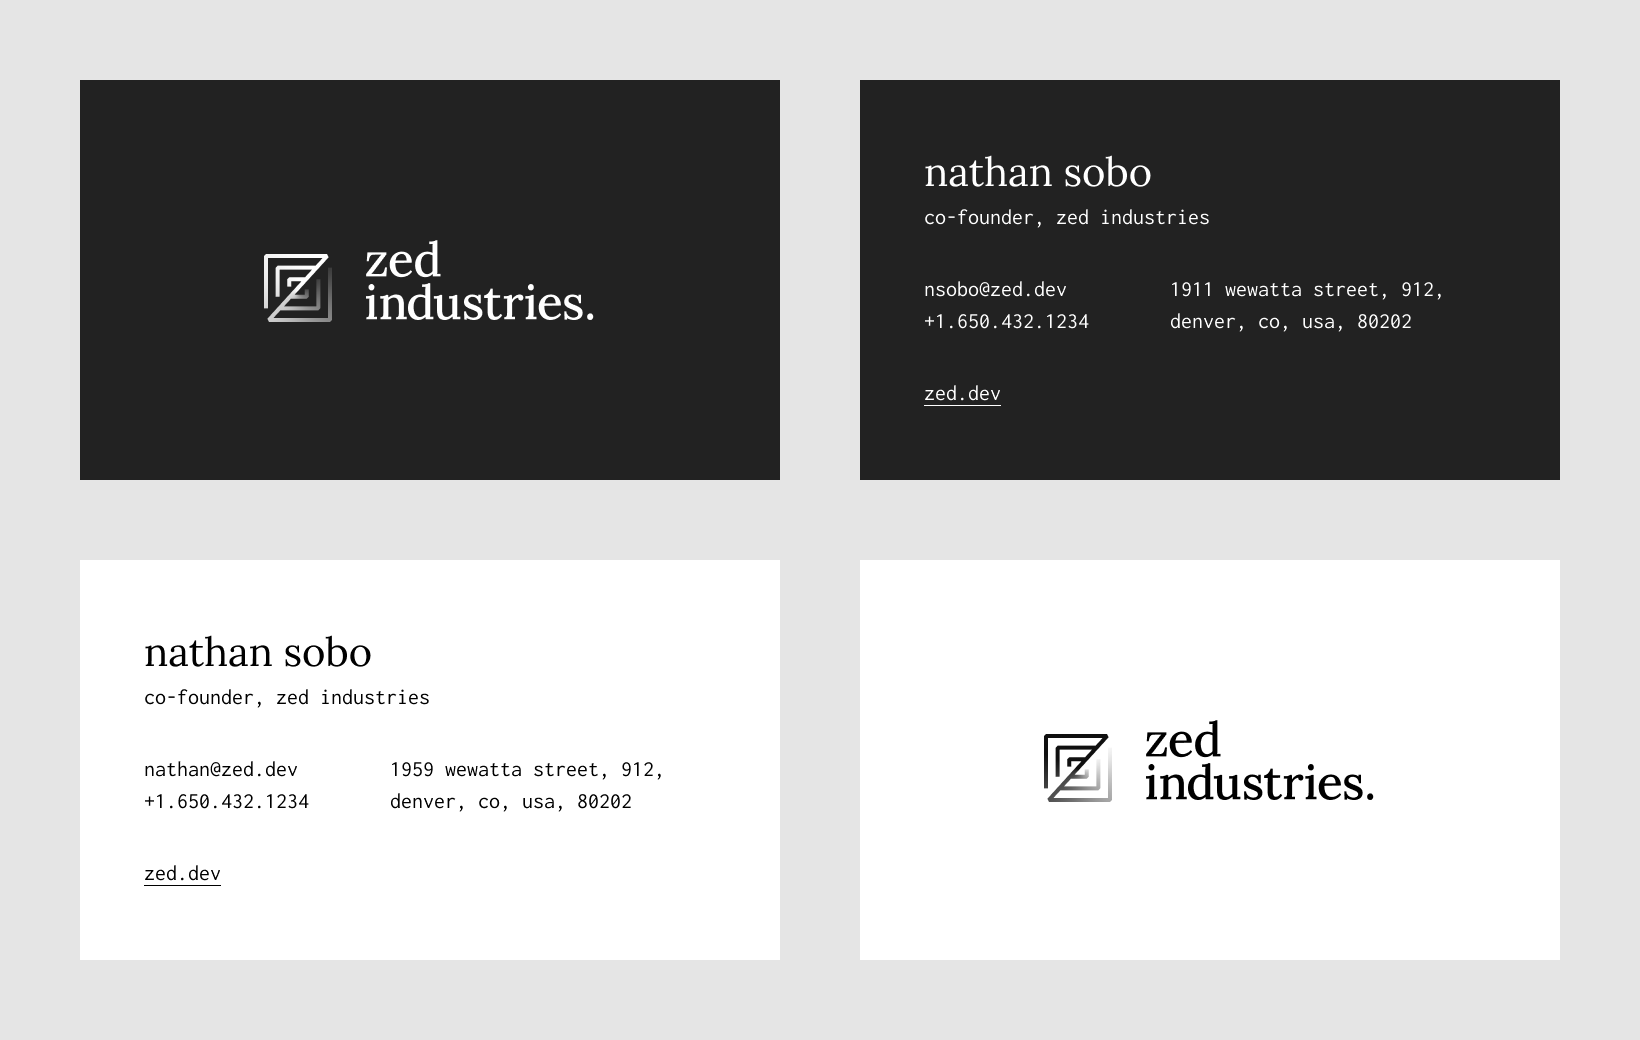 zed
industries.
nathan sobo
co-founder, zed industries
nsobo@zed.dev
+1.650.432.1234
1911 wewatta street, 912,
denver, co, usa, 80202
zed.dev
nathan sobo
co-founder, zed industries
nathan@zed.dev
+1.650.432.1234
1959 wewatta street, 912,
denver, co, usa, 80202
zed.dev
zed
industries.